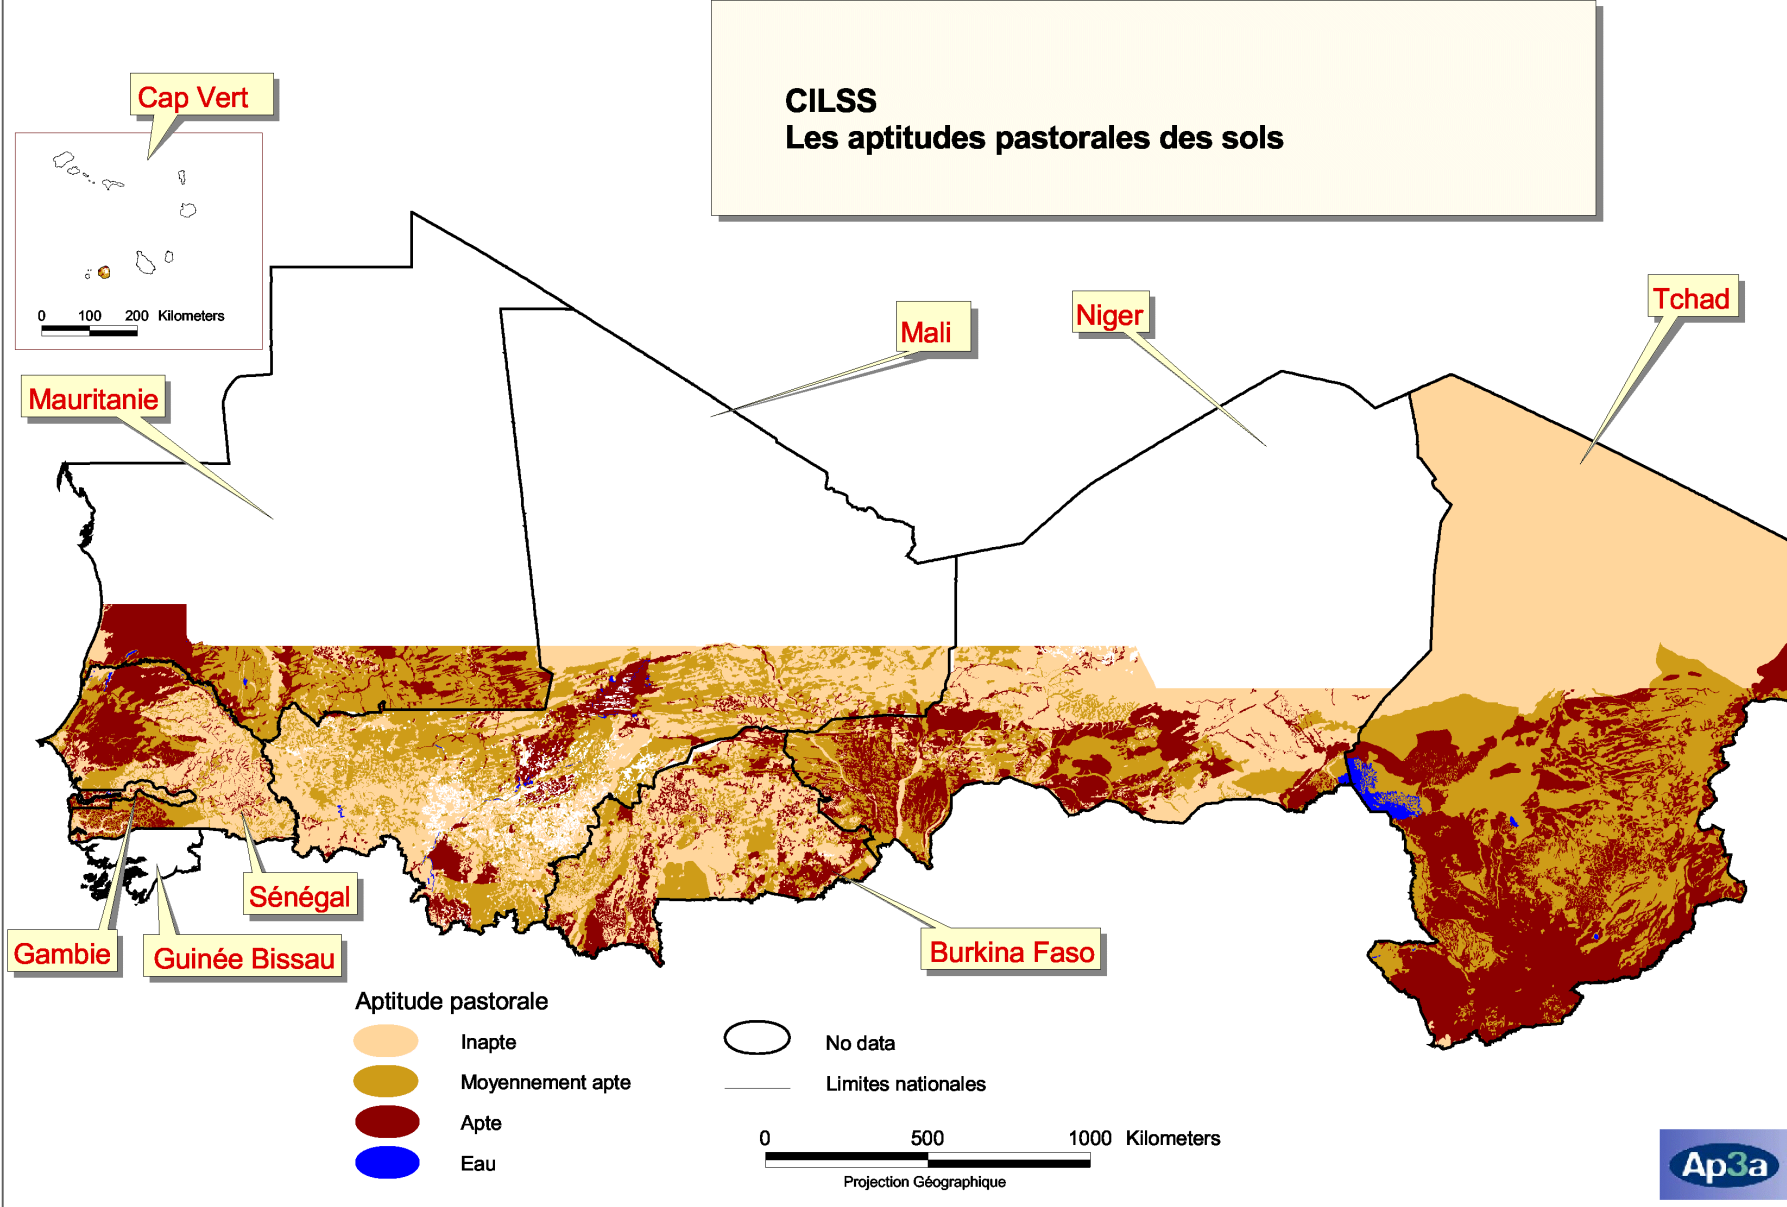 CILSS
Les aptitudes pastorales des sols
Cap Vert
0 100 200 Kilometers
Mauritanie
Mali
Niger
Tchad
Sénégal
Gambie
Guinée Bissau
Burkina Faso
Aptitude pastorale
Inapte
Moyennement apte
Apte
Eau
No data
Limites nationales
0 500 1000 Kilometers
Projection Géographique
Ap3a